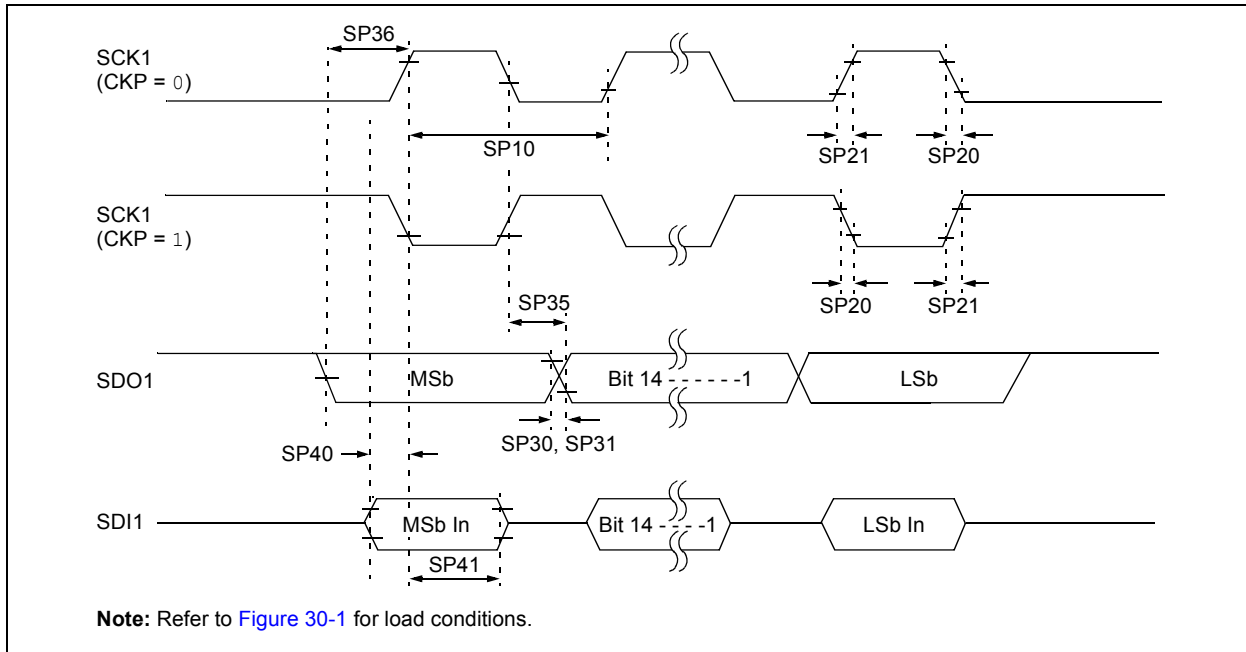 SP36
SCK1
(CKP = 0)
SP10
SP21
SP20
SCK1
(CKP = 1)
SP35
SP20
SP21
SDO1
MSb
Bit 14 - - - - - -1
LSb
SP30, SP31
SP40
SDI1
MSb In
Bit 14 - - - -1
LSb In
SP41
Note: Refer to Figure 30-1 for load conditions.